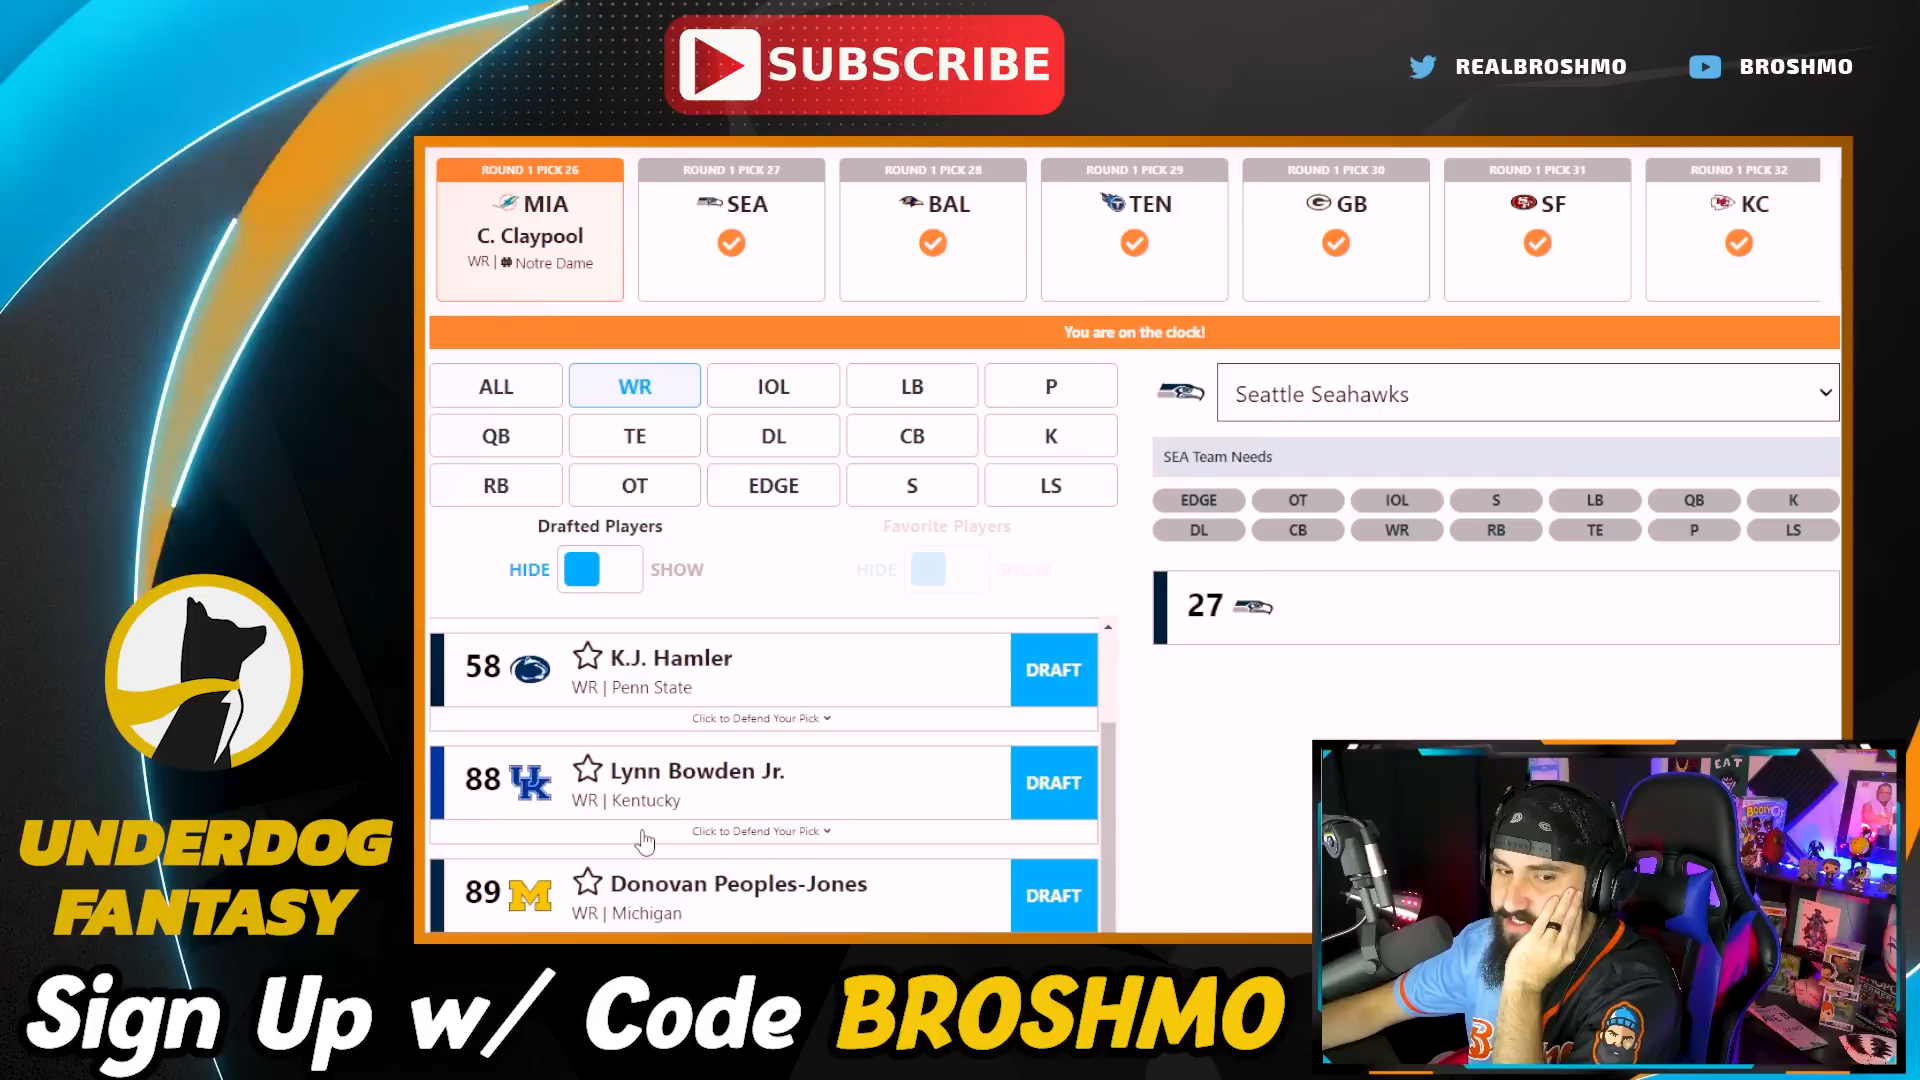 SUBSCRIBE
REALBROSHMO
BROSHMO
ROUND 1 PICK 26
MIA
C. Claypool
WR | Notre Dame
ROUND 1 PICK 27
SEA
ROUND 1 PICK 28
BAL
ROUND 1 PICK 29
TEN
ROUND 1 PICK 30
GB
ROUND 1 PICK 31
SF
ROUND 1 PICK 32
KC
You are on the clock!
ALL WR IOL LB P
QB TE DL CB K
RB OT EDGE S LS
Drafted Players
HIDE SHOW
Favorite Players
HIDE SHOW
58 K.J. Hamler
WR | Penn State
DRAFT
Click to Defend Your Pick
88 UK Lynn Bowden Jr.
WR | Kentucky
DRAFT
Click to Defend Your Pick
89 M Donovan Peoples-Jones
WR | Michigan
DRAFT
Seattle Seahawks
SEA Team Needs
EDGE OT IOL S LB QB K
DL CB WR RB TE P LS
27
UNDERDOG
FANTASY
Sign Up w/ Code BROSHMO
EAT